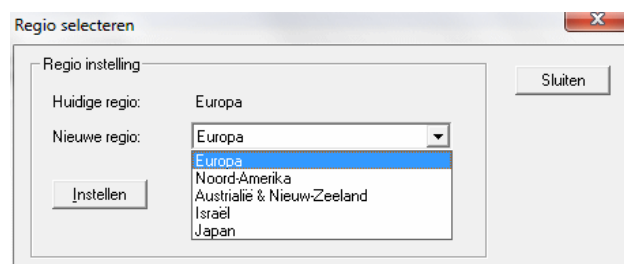 Regio selecteren
Regio instelling
Sluiten
Huidige regio: Europa
Nieuwe regio: Europa
Europa
Noord-Amerika
Austrialië & Nieuw-Zeeland
Israël
Japan
Instellen